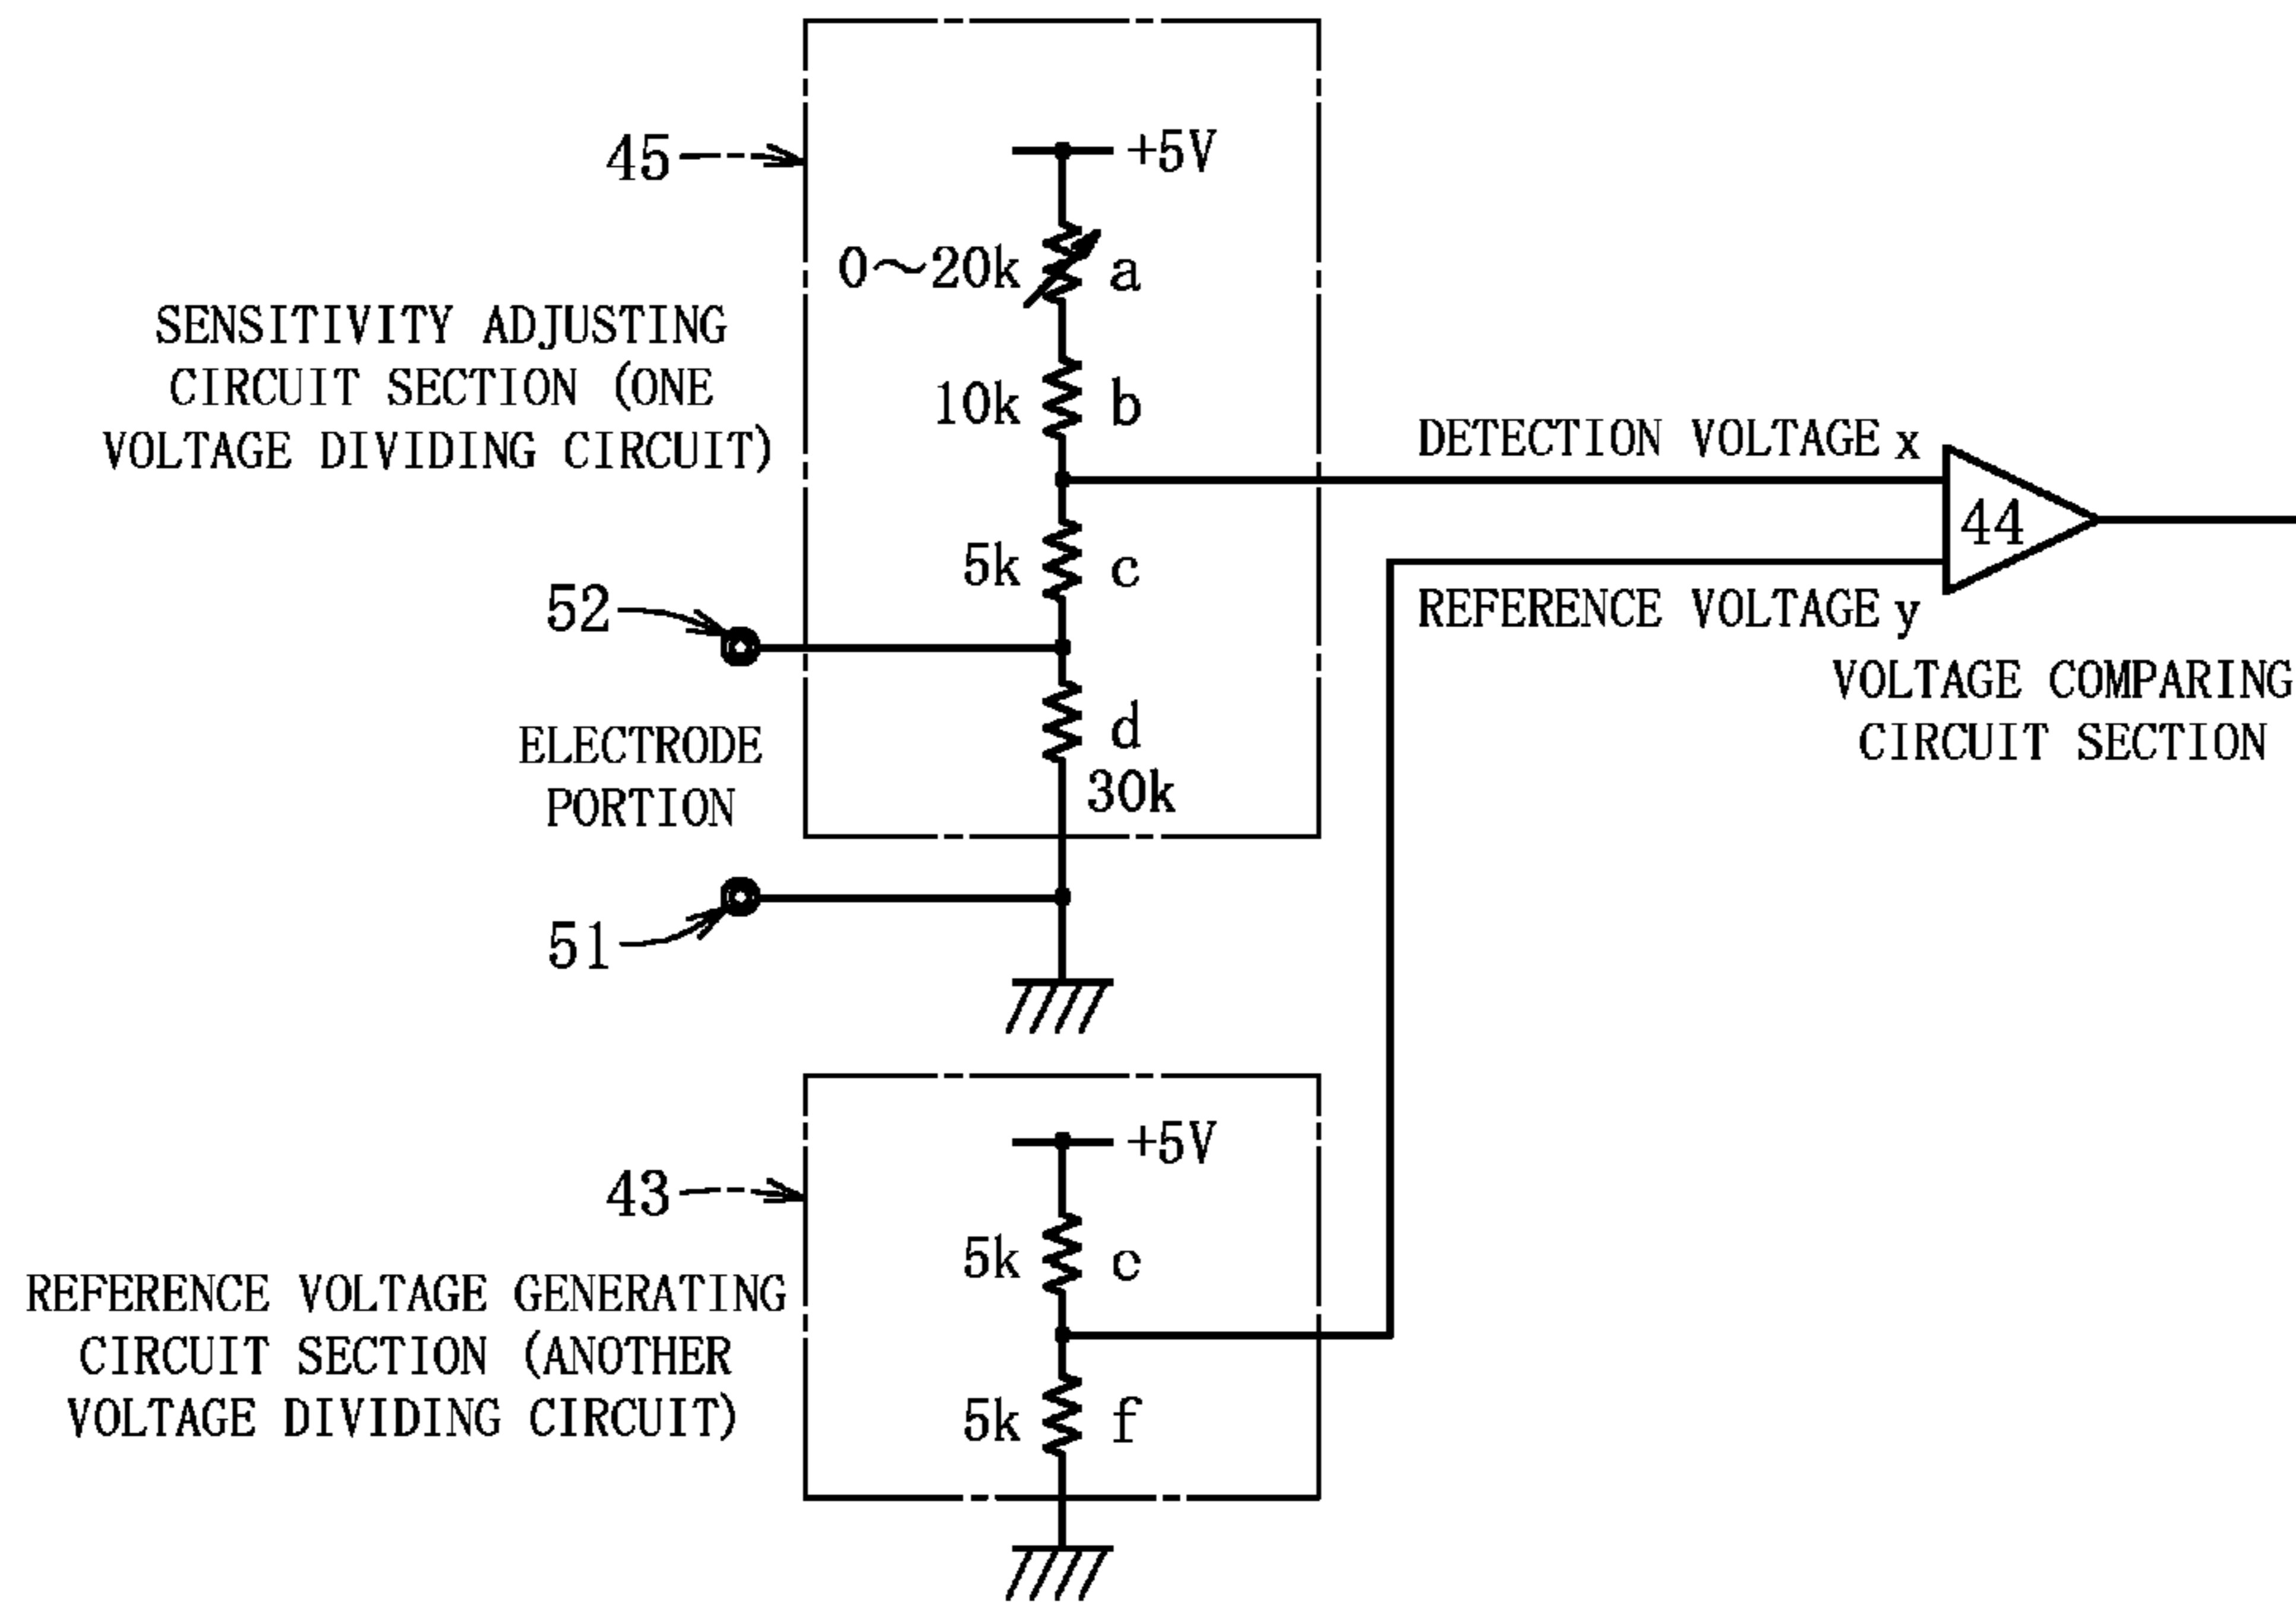 45
+5V
0～20k
a
SENSITIVITY ADJUSTING
CIRCUIT SECTION (ONE
VOLTAGE DIVIDING CIRCUIT)
10k
b
DETECTION VOLTAGE x
44
5k
c
52
REFERENCE VOLTAGE y
VOLTAGE COMPARING
CIRCUIT SECTION
d
30k
ELECTRODE
PORTION
51
+5V
43
5k
e
REFERENCE VOLTAGE GENERATING
CIRCUIT SECTION (ANOTHER
VOLTAGE DIVIDING CIRCUIT)
5k
f